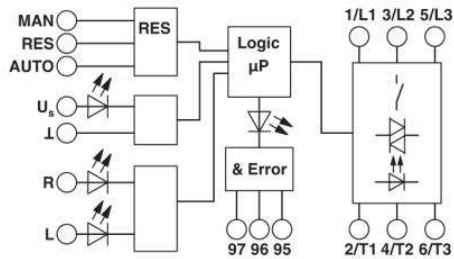 MAN
RES
AUTO
RES
Us
⊥
R
L
Logic
µP
& Error
97 96 95
1/L1 3/L2 5/L3
2/T1 4/T2 6/T3